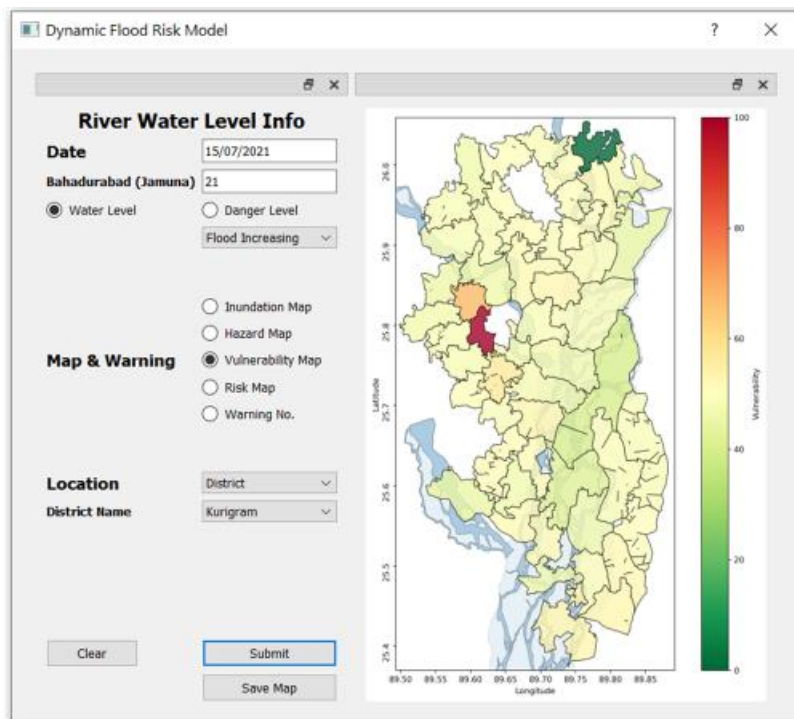 Dynamic Flood Risk Model
River Water Level Info
Date 15/07/2021
Bahadurabad (Jamuna) 21
Water Level Danger Level
Flood Increasing
Inundation Map
Hazard Map
Map & Warning Vulnerability Map
Risk Map
Warning No.
Location District
District Name Kurigram
Clear Submit
Save Map
Latitude
26.0
25.9
25.8
25.7
25.6
25.5
25.4
89.50 89.55 89.60 89.65 89.70 89.75 89.80 89.85
Longitude
100
80
60
40
20
0
Vulnerability